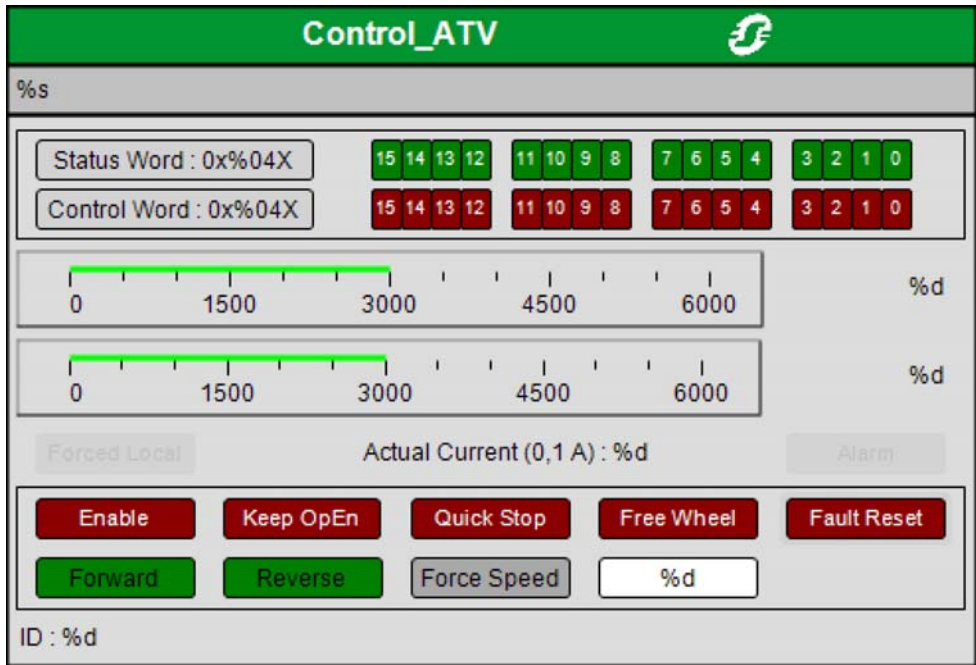 Control_ATV
%s
Status Word : 0x%04X 15 14 13 12 11 10 9 8 7 6 5 4 3 2 1 0
Control Word : 0x%04X 15 14 13 12 11 10 9 8 7 6 5 4 3 2 1 0
0 1500 3000 4500 6000 %d
0 1500 3000 4500 6000 %d
Forced Local Actual Current (0,1 A) : %d Alarm
Enable Keep OpEn Quick Stop Free Wheel Fault Reset
Forward Reverse Force Speed %d
ID : %d